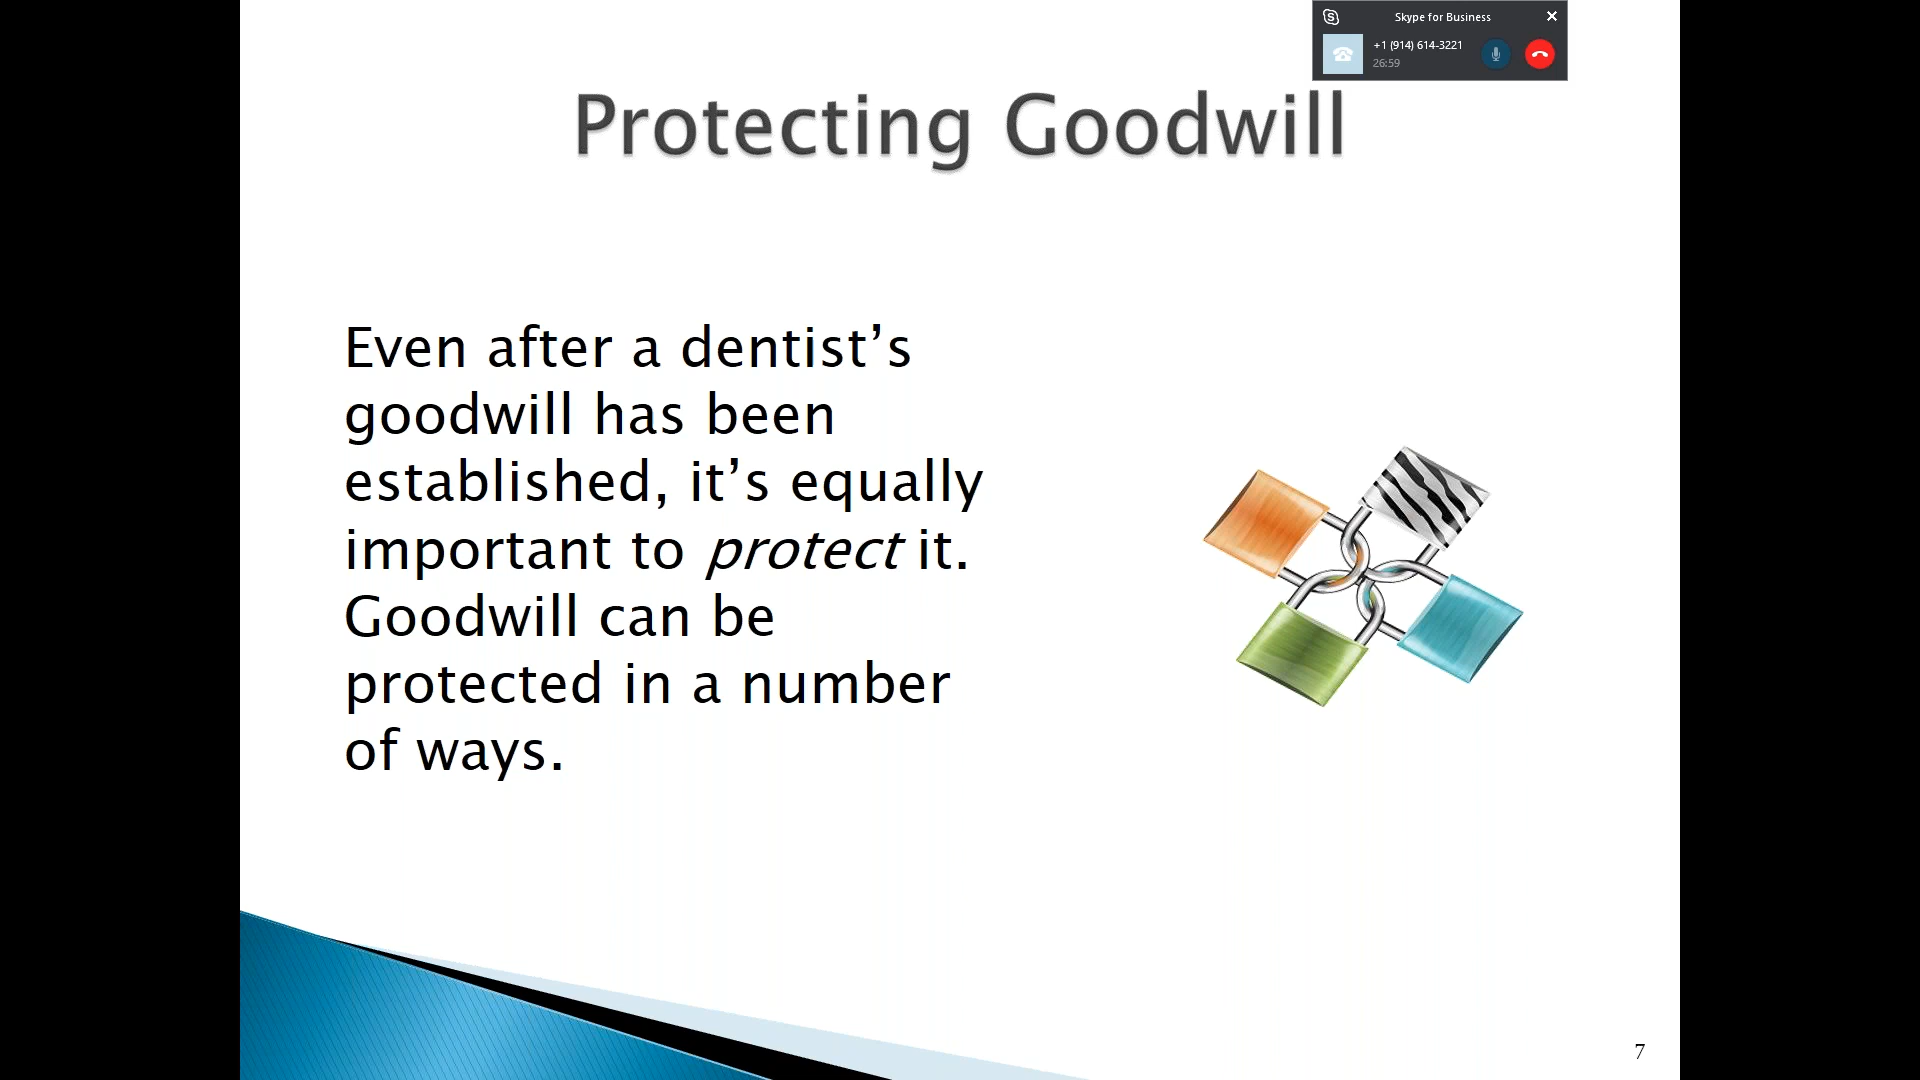 Skype for Business
+1 (914) 614-3221
26:59
Protecting Goodwill
Even after a dentist’s
goodwill has been
established, it’s equally
important to protect it.
Goodwill can be
protected in a number
of ways.
7